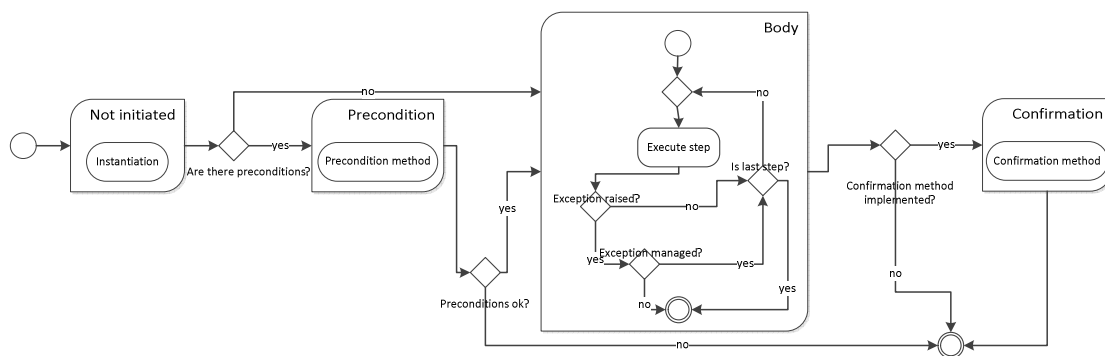 Body
no
no
Not initiated
Precondition
Confirmation
Execute step
Instantiation
yes
Precondition method
Is last step?
yes
Confirmation method
Are there preconditions?
Confirmation method
implemented?
Exception raised?
no
yes
Exception managed?
yes
yes
no
yes
no
Preconditions ok?
no